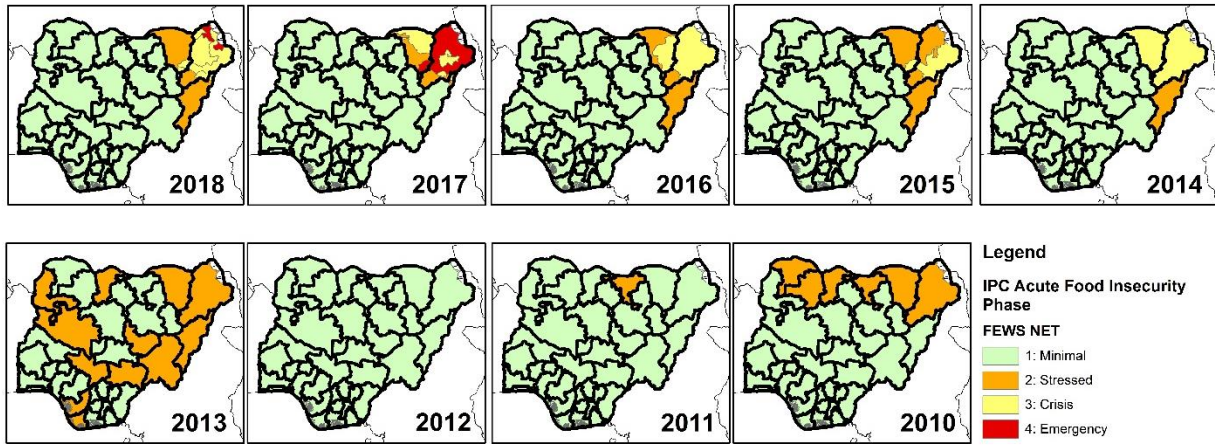 2018
2017
2016
2015
2014
2013
2012
2011
2010
Legend
IPC Acute Food Insecurity
Phase
FEWS NET
1: Minimal
2: Stressed
3: Crisis
4: Emergency